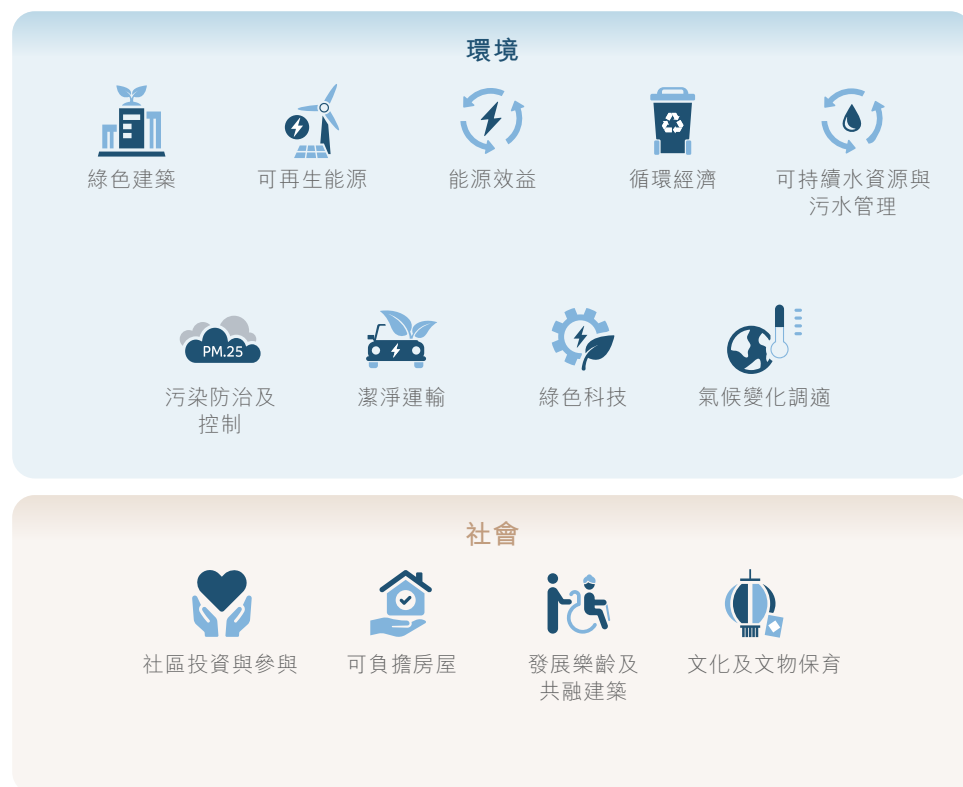 環境
綠色建築
可再生能源
能源效益
循環經濟
可持續水資源與
污水管理
PM.25
污染防治及
控制
潔淨運輸
綠色科技
氣候變化調適
社會
社區投資與參與
可負擔房屋
發展樂齡及
共融建築
文化及文物保育